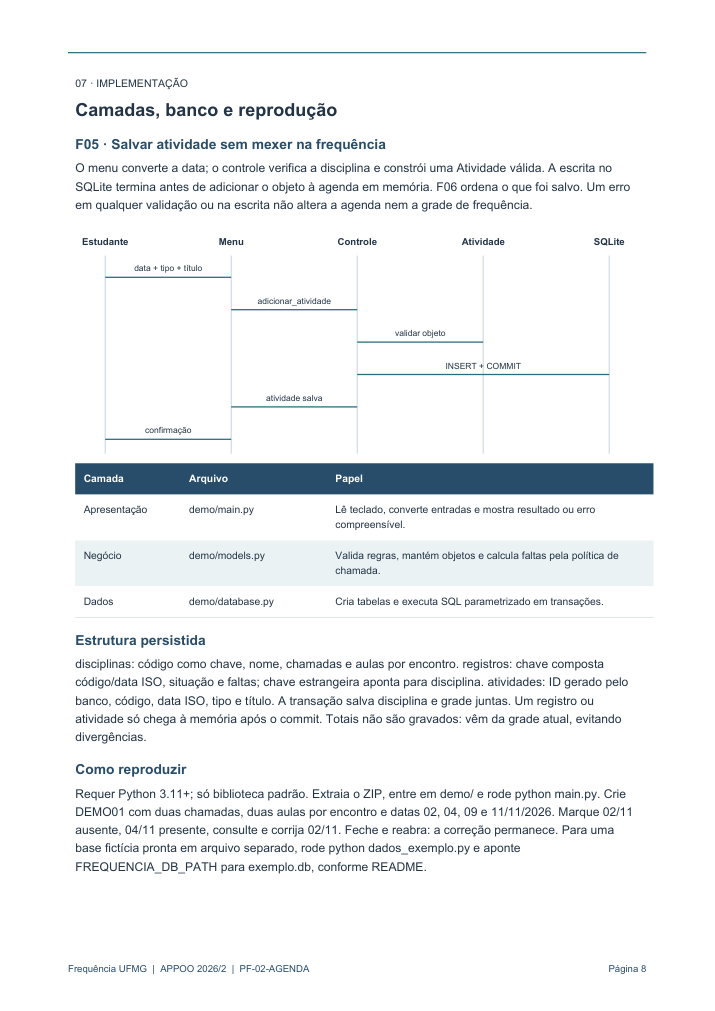 07 · IMPLEMENTAÇÃO
Camadas, banco e reprodução
F05 · Salvar atividade sem mexer na frequência
O menu converte a data; o controle verifica a disciplina e constrói uma Atividade válida. A escrita no
SQLite termina antes de adicionar o objeto à agenda em memória. F06 ordena o que foi salvo. Um erro
em qualquer validação ou na escrita não altera a agenda nem a grade de frequência.
Estudante Menu Controle Atividade SQLite
data + tipo + título
adicionar_atividade
validar objeto
INSERT + COMMIT
atividade salva
confirmação
Camada Arquivo Papel
Apresentação demo/main.py Lê teclado, converte entradas e mostra resultado ou erro
compreensível.
Negócio demo/models.py Valida regras, mantém objetos e calcula faltas pela política de
chamada.
Dados demo/database.py Cria tabelas e executa SQL parametrizado em transações.
Estrutura persistida
disciplinas: código como chave, nome, chamadas e aulas por encontro. registros: chave composta
código/data ISO, situação e faltas; chave estrangeira aponta para disciplina. atividades: ID gerado pelo
banco, código, data ISO, tipo e título. A transação salva disciplina e grade juntas. Um registro ou
atividade só chega à memória após o commit. Totais não são gravados: vêm da grade atual, evitando
divergências.
Como reproduzir
Requer Python 3.11+; só biblioteca padrão. Extraia o ZIP, entre em demo/ e rode python main.py. Crie
DEMO01 com duas chamadas, duas aulas por encontro e datas 02, 04, 09 e 11/11/2026. Marque 02/11
ausente, 04/11 presente, consulte e corrija 02/11. Feche e reabra: a correção permanece. Para uma
base fictícia pronta em arquivo separado, rode python dados_exemplo.py e aponte
FREQUENCIA_DB_PATH para exemplo.db, conforme README.
Frequência UFMG | APPOO 2026/2 | PF-02-AGENDA Página 8